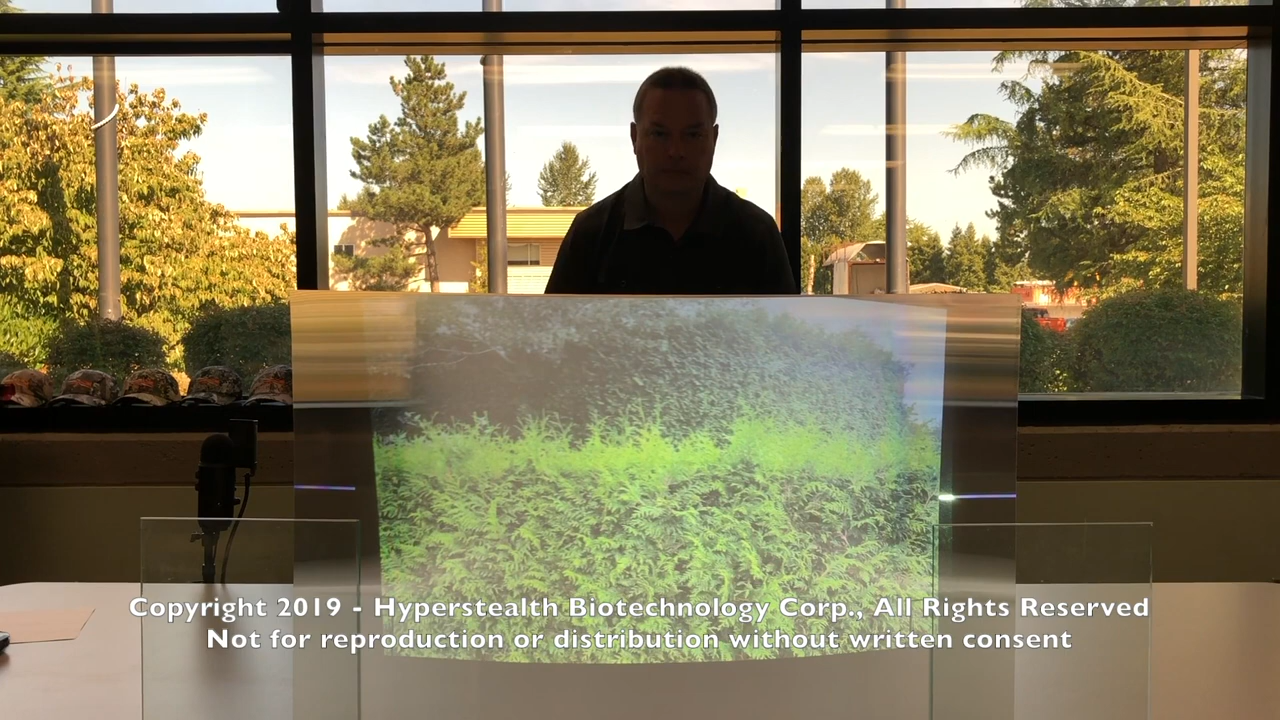 Copyright 2019 - Hyperstealth Biotechnology Corp., All Rights Reserved
Not for reproduction or distribution without written consent